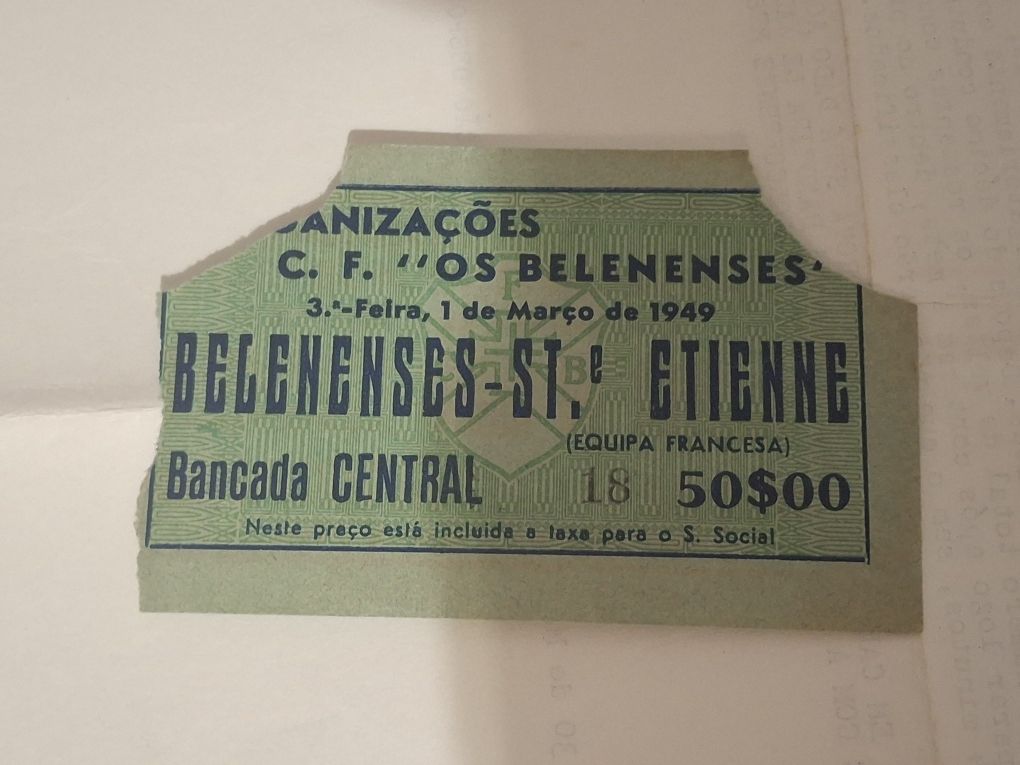 ANIZAÇÕES
C. F. "OS BELENENSES'
3.ª-Feira, 1 de Março de 1949
BELENENSES-ST.e ETIENNE
(EQUIPA FRANCESA)
Bancada CENTRAL 18 50$00
Neste preço está incluida a taxa para o S. Social
F
B